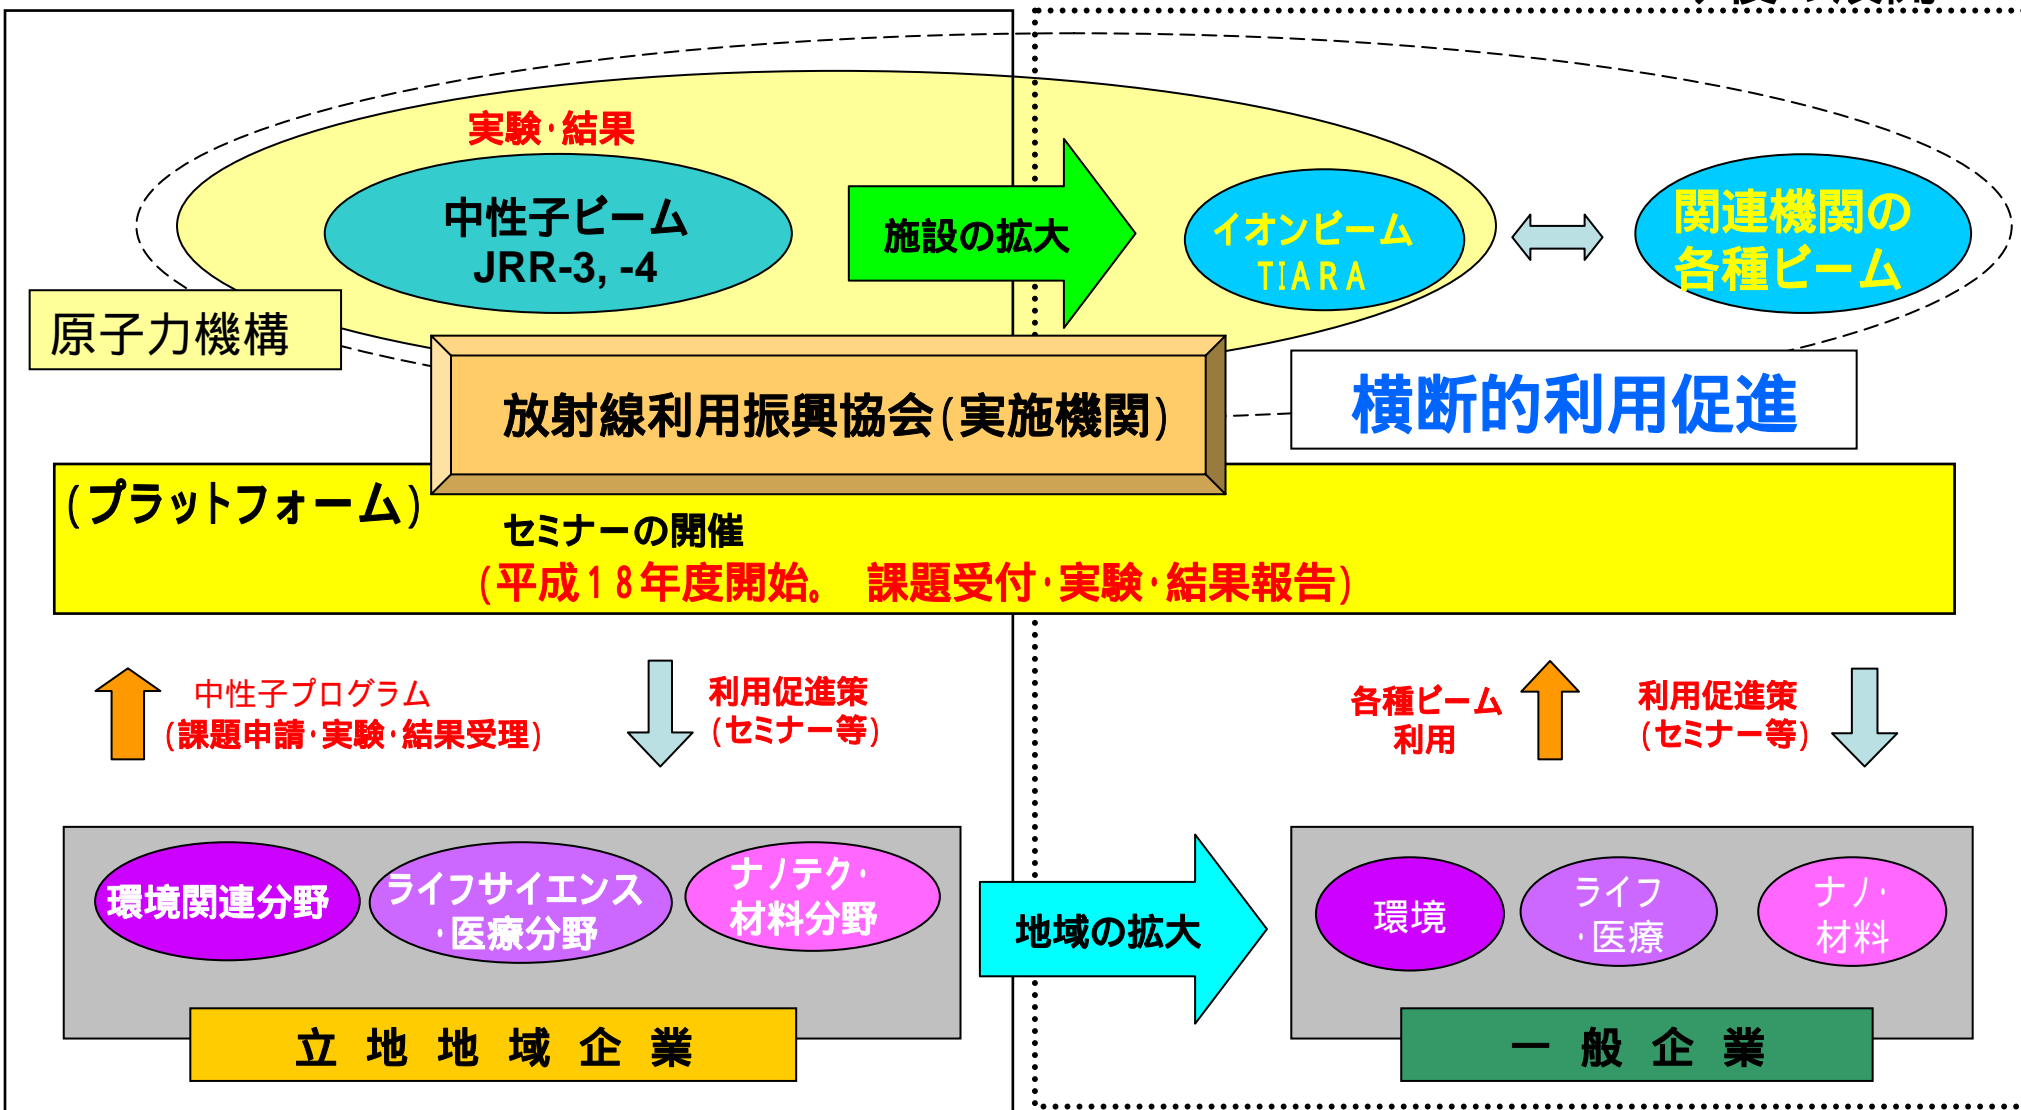 実験・結果
中性子ビーム
JRR-3, -4
施設の拡大
イオンビーム
TIARA
関連機関の
各種ビーム
原子力機構
放射線利用振興協会(実施機関)
横断的利用促進
(プラットフォーム)
セミナーの開催
(平成18年度開始。 課題受付・実験・結果報告)
中性子プログラム
(課題申請・実験・結果受理)
利用促進策
(セミナー等)
各種ビーム
利用
利用促進策
(セミナー等)
環境関連分野
ライフサイエンス
・医療分野
ナノテク・
材料分野
地域の拡大
環境
ライフ
・医療
ナノ・
材料
立地地域企業
一般企業